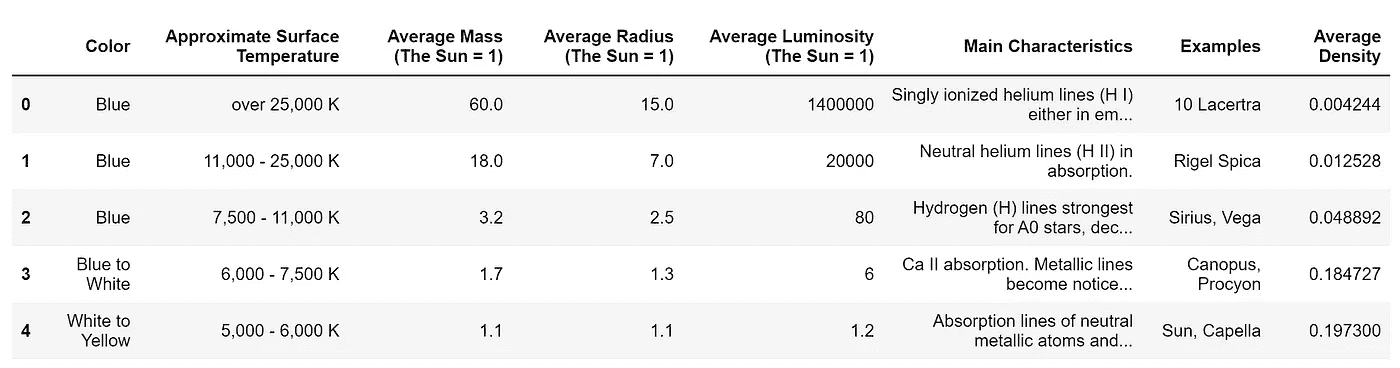 Color Approximate Surface Temperature Average Mass (The Sun = 1) Average Radius (The Sun = 1) Average Luminosity (The Sun = 1) Main Characteristics Examples Average Density
0 Blue over 25,000 K 60.0 15.0 1400000 Singly ionized helium lines (H I) either in em... 10 Lacertra 0.004244
1 Blue 11,000 - 25,000 K 18.0 7.0 20000 Neutral helium lines (H II) in absorption. Rigel Spica 0.012528
2 Blue 7,500 - 11,000 K 3.2 2.5 80 Hydrogen (H) lines strongest for A0 stars, dec... Sirius, Vega 0.048892
3 Blue to White 6,000 - 7,500 K 1.7 1.3 6 Ca II absorption. Metallic lines become notice... Canopus, Procyon 0.184727
4 White to Yellow 5,000 - 6,000 K 1.1 1.1 1.2 Absorption lines of neutral metallic atoms and... Sun, Capella 0.197300